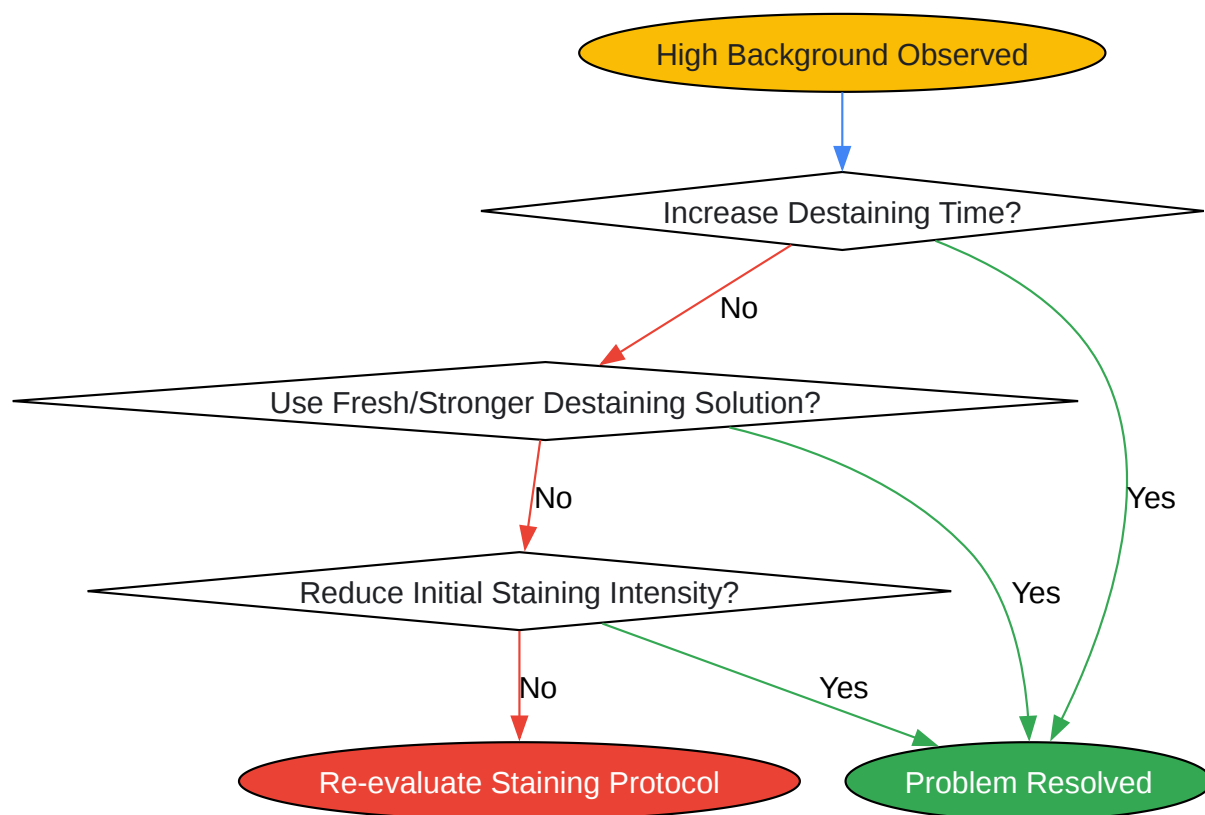 High Background Observed
Increase Destaining Time?
No
Use Fresh/Stronger Destaining Solution?
No
Yes
Reduce Initial Staining Intensity?
Yes
No
Yes
Re-evaluate Staining Protocol
Problem Resolved